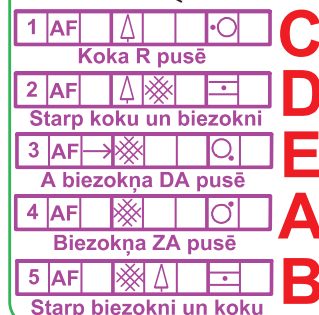 1 AF C
Koka R pusē
2 AF D
Starp koku un biezokni
3 AF E
A biezokņa DA pusē
4 AF A
Biezokņa ZA pusē
5 AF B
Starp biezokni un koku